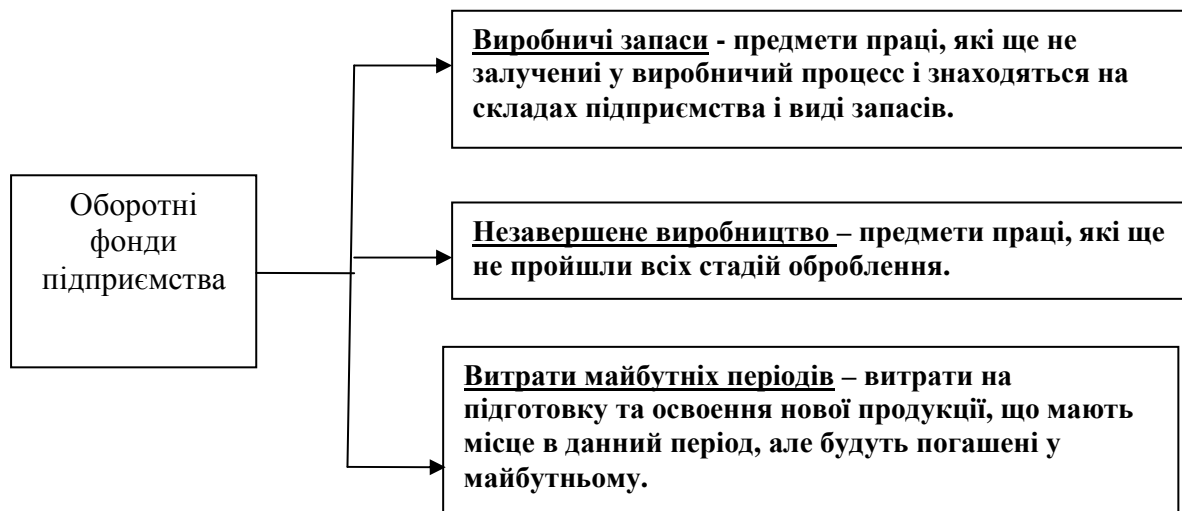 Виробничі запаси - предмети праці, які ще не
залучениі у виробничий процесс і знаходяться на
складах підприємства і виді запасів.
Оборотні
фонди
підприємства
Незавершене виробництво – предмети праці, які ще
не пройшли всіх стадій оброблення.
Витрати майбутніх періодів – витрати на
підготовку та освоення нової продукції, що мають
місце в данний період, але будуть погашені у
майбутньому.